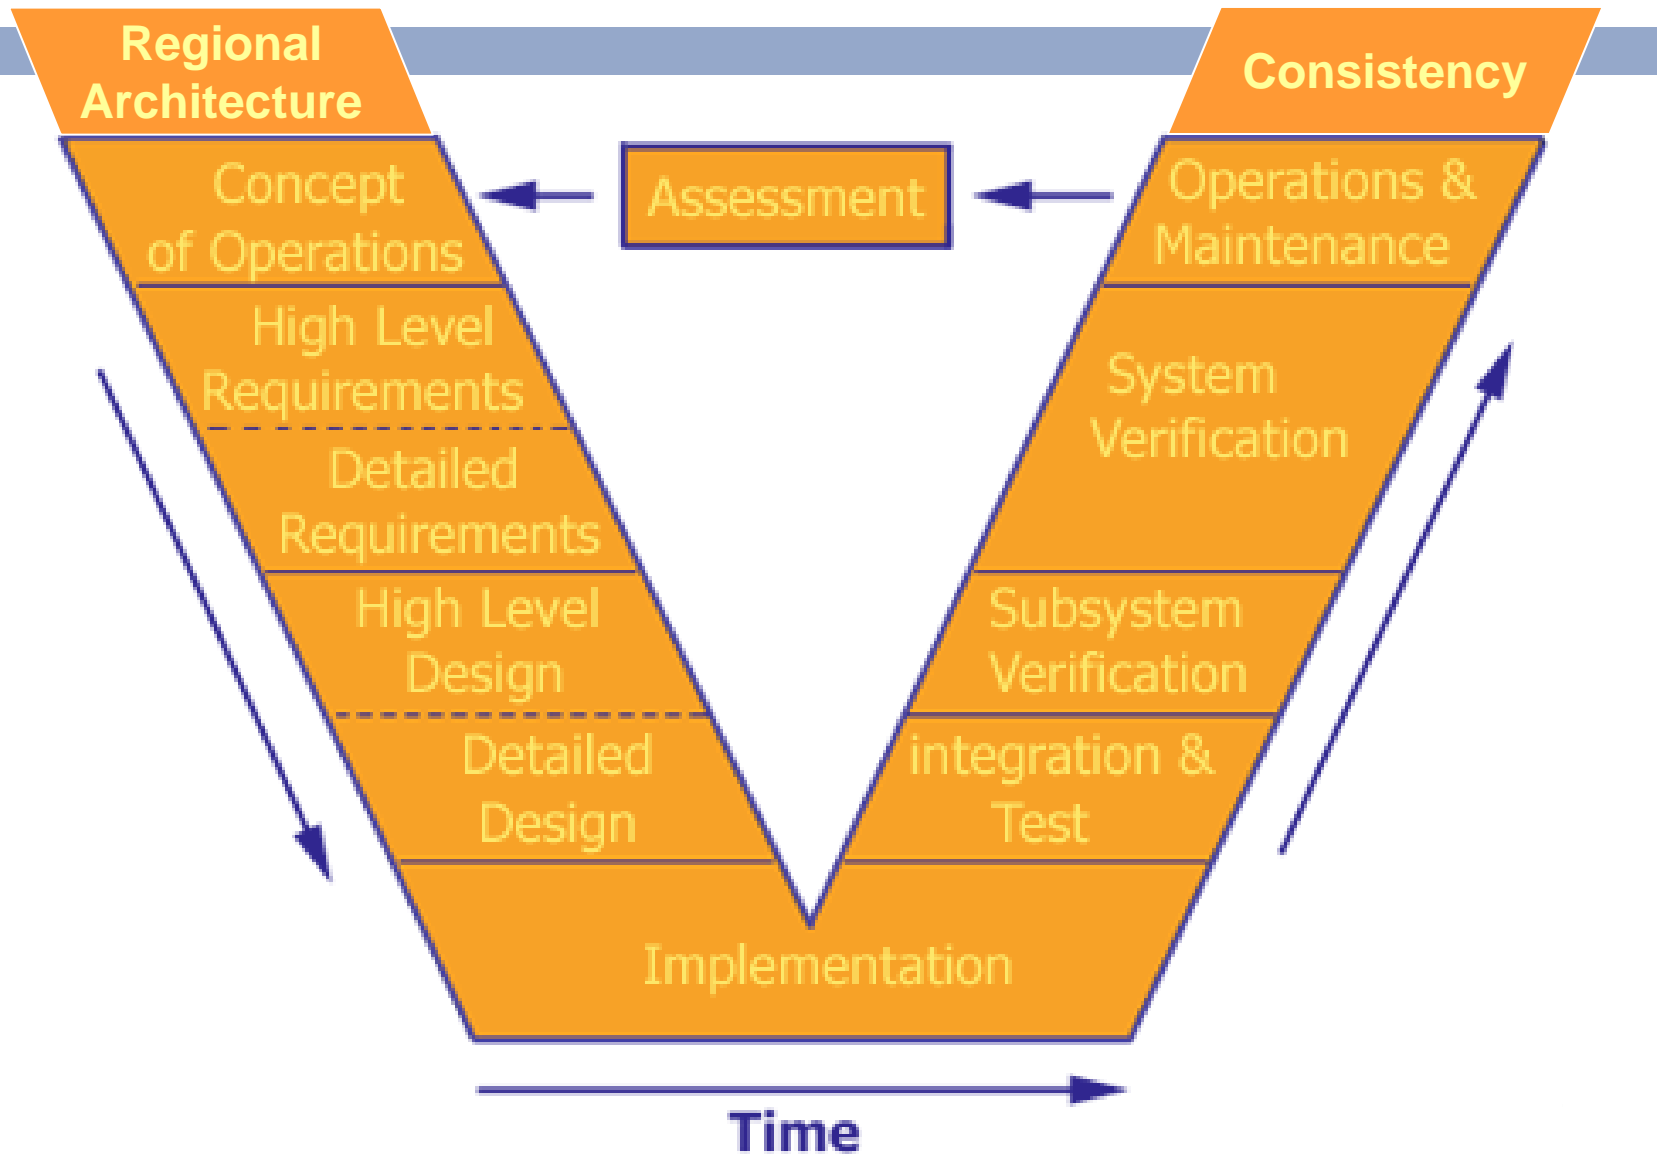 Regional
Architecture
Consistency
Concept
of Operations
Assessment
Operations &
Maintenance
High Level
Requirements
System
Verification
Detailed
Requirements
High Level
Design
Subsystem
Verification
Detailed
Design
integration &
Test
Implementation
Time